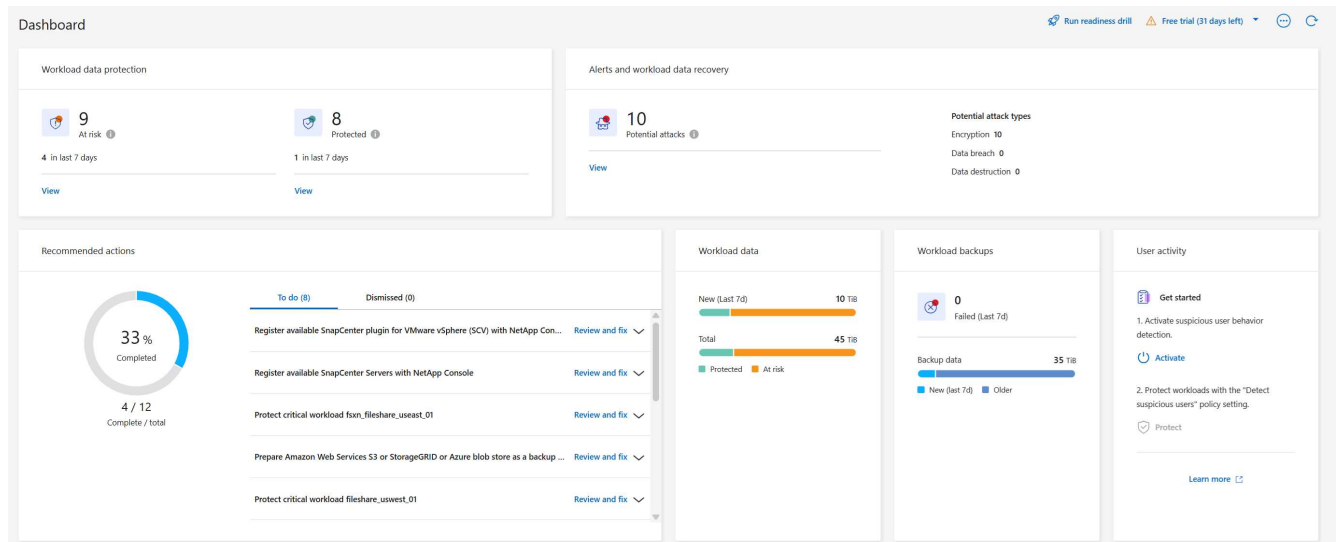 Dashboard
Run readiness drill
Free trial (31 days left)
Workload data protection
9
At risk
4 in last 7 days
View
8
Protected
1 in last 7 days
View
Alerts and workload data recovery
10
Potential attacks
View
Potential attack types
Encryption 10
Data breach 0
Data destruction 0
Recommended actions
33 %
Completed
4 / 12
Complete / total
To do (8)
Dismissed (0)
Register available SnapCenter plugin for VMware vSphere (SCV) with NetApp Con... Review and fix
Register available SnapCenter Servers with NetApp Console Review and fix
Protect critical workload fsxn_fileshare_useast_01 Review and fix
Prepare Amazon Web Services S3 or StorageGRID or Azure blob store as a backup ... Review and fix
Protect critical workload fileshare_uswest_01 Review and fix
Workload data
New (Last 7d) 10 TiB
Total 45 TiB
Protected At risk
Workload backups
0
Failed (Last 7d)
Backup data 35 TiB
New (last 7d) Older
User activity
Get started
1. Activate suspicious user behavior
detection.
Activate
2. Protect workloads with the "Detect
suspicious users" policy setting.
Protect
Learn more